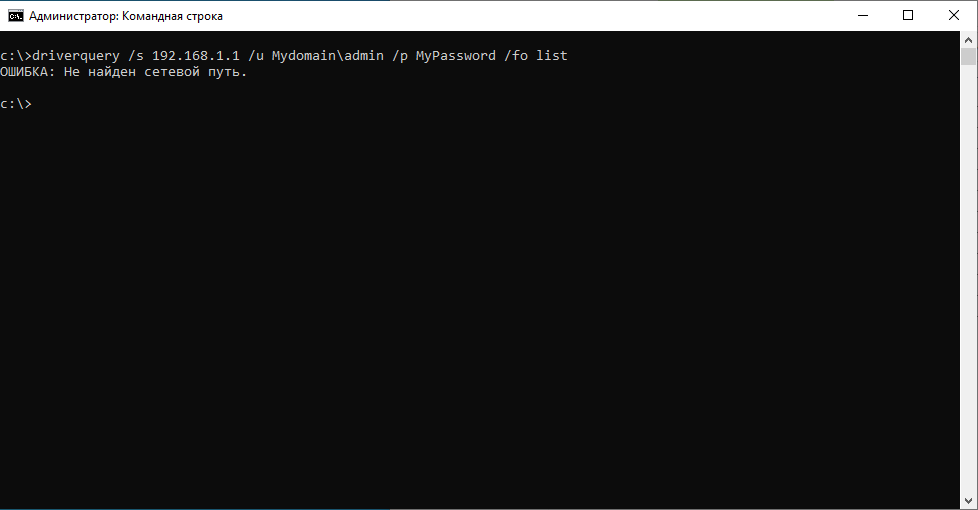 Администратор: Командная строка
c:\>driverquery /s 192.168.1.1 /u Mydomain\admin /p MyPassword /fo list
ОШИБКА: Не найден сетевой путь.
c:\>